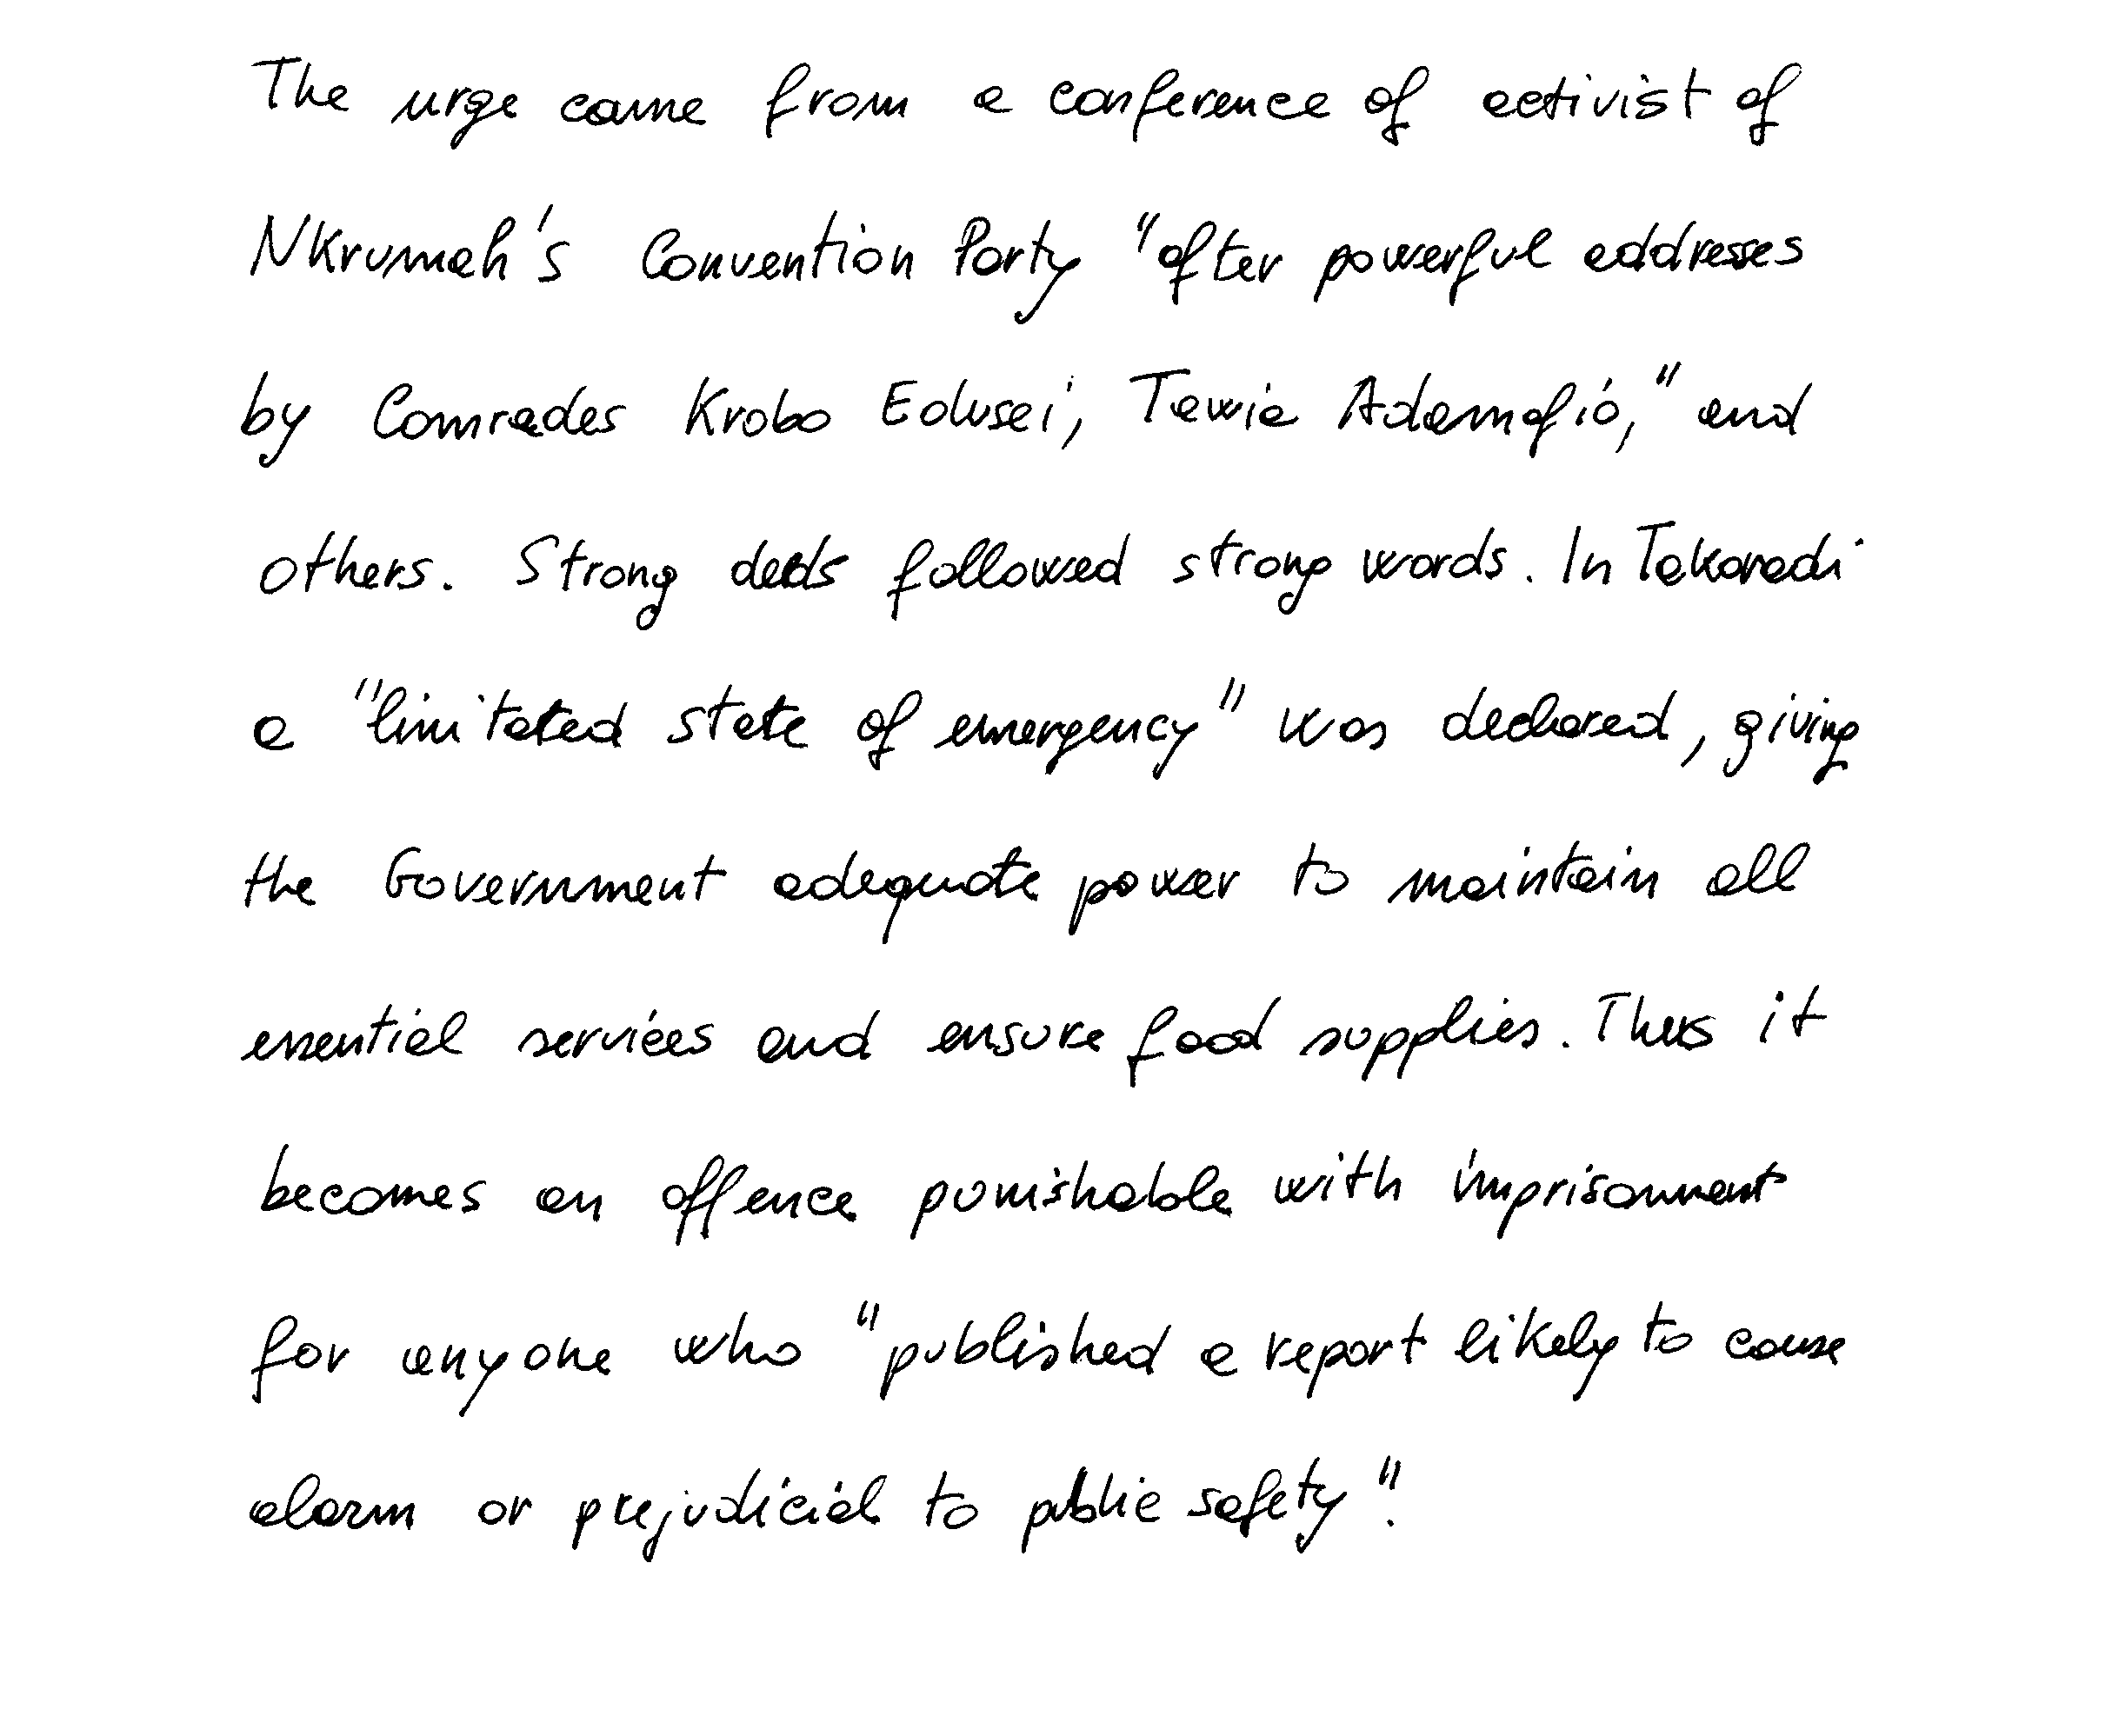 The urge came from a conference of activist of
Nkrumah's Convention Party "after powerful addresses
by Comrades Krobo Edusei, Tawia Adamafio," and
others. Strong deeds followed strong words. In Takoradi
a "limitated state of emergency" was declared, giving
the Government adequate power to maintain all
essential services and ensure food supplies. Thus it
becomes an offence punishable with imprisonment
for anyone who "published a report likely to cause
alarm or prejudicial to public safety".